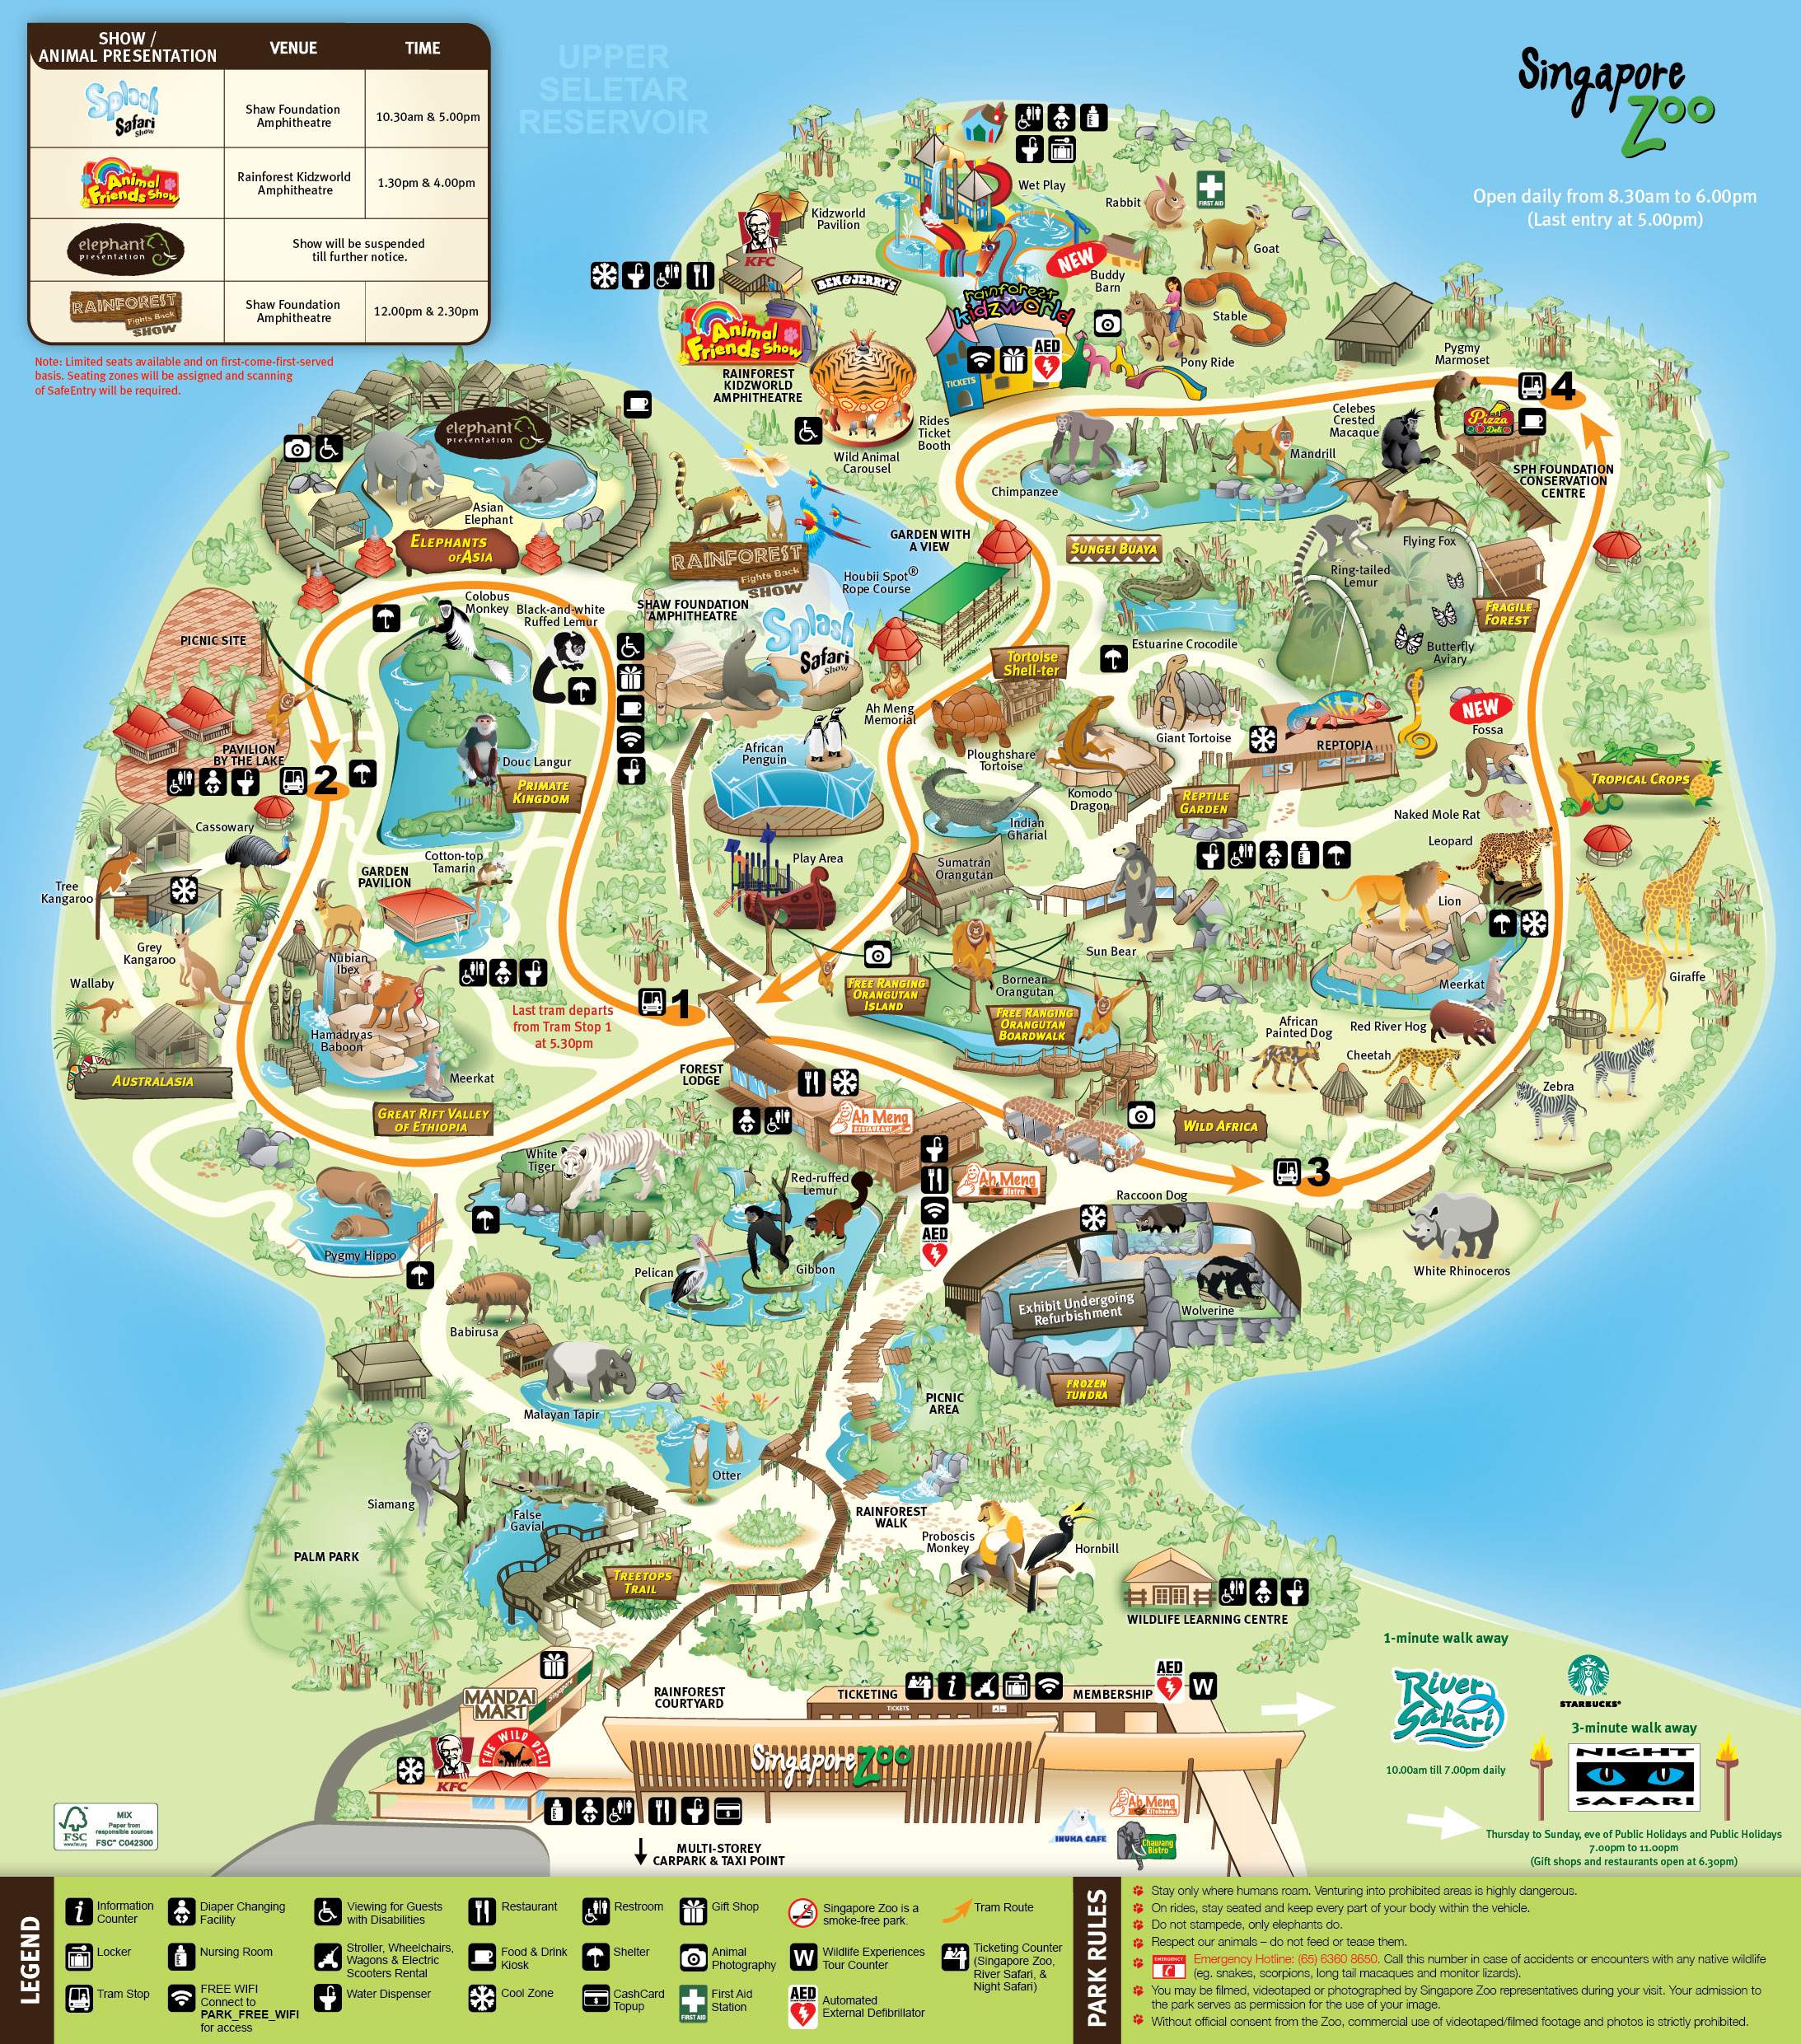 SHOW /
ANIMAL PRESENTATION
VENUE
TIME
Splash
Safari
Show
Shaw Foundation
Amphitheatre
10.30am & 5.00pm
Animal
Friends Show
Rainforest Kidzworld
Amphitheatre
1.30pm & 4.00pm
elephant
presentation
Show will be suspended
till further notice.
RAINFOREST
Fights Back
SHOW
Shaw Foundation
Amphitheatre
12.00pm & 2.30pm
Note: Limited seats available and on first-come-first-served
basis. Seating zones will be assigned and scanning
of SafeEntry will be required.
UPPER
SELETAR
RESERVOIR
Singapore
Zoo
Open daily from 8.30am to 6.00pm
(Last entry at 5.00pm)
Wet Play
Rabbit
FIRST AID
Kidzworld
Pavilion
KFC
Goat
NEW
Buddy
Barn
BEN&JERRY'S
rainforest
kidzworld
Stable
Animal
Friends Show
AED
TICKETS
Pony Ride
RAINFOREST
KIDZWORLD
AMPHITHEATRE
Rides
Ticket
Booth
Wild Animal
Carousel
Pygmy
Marmoset
4
Pizza
Deli
Celebes
Crested
Macaque
Mandrill
Chimpanzee
SPH FOUNDATION
CONSERVATION
CENTRE
elephant
presentation
Asian
Elephant
ELEPHANTS
OF ASIA
RAINFOREST
Fights Back
SHOW
GARDEN WITH
A VIEW
Houbii Spot®
Rope Course
SUNGEI BUAYA
Flying Fox
Ring-tailed
Lemur
FRAGILE
FOREST
Estuarine Crocodile
Butterfly
Aviary
Colobus
Monkey
Black-and-white
Ruffed Lemur
SHAW FOUNDATION
AMPHITHEATRE
Splash
Safari
Show
PICNIC SITE
Tortoise
Shell-ter
Ah Meng
Memorial
Giant Tortoise
NEW
Fossa
REPTOPIA
PAVILION
BY THE LAKE
2
Douc Langur
PRIMATE
KINGDOM
African
Penguin
Ploughshare
Tortoise
Komodo
Dragon
REPTILE
GARDEN
TROPICAL CROPS
Naked Mole Rat
Indian
Gharial
Leopard
Cassowary
Cotton-top
Tamarin
GARDEN
PAVILION
Play Area
Sumatran
Orangutan
Tree
Kangaroo
Lion
Grey
Kangaroo
Nubian
Ibex
Sun Bear
Bornean
Orangutan
Giraffe
Meerkat
Wallaby
FREE RANGING
ORANGUTAN
ISLAND
FREE RANGING
ORANGUTAN
BOARDWALK
1
Last tram departs
from Tram Stop 1
at 5.30pm
Hamadryas
Baboon
African
Painted Dog
Red River Hog
Cheetah
Meerkat
AUSTRALASIA
Zebra
GREAT RIFT VALLEY
OF ETHIOPIA
FOREST
LODGE
Ah Meng
RESTAURANT
WILD AFRICA
White
Tiger
Red-ruffed
Lemur
Ah Meng
Bistro
3
AED
Raccoon Dog
Pygmy Hippo
Pelican
Gibbon
White Rhinoceros
Exhibit Undergoing
Refurbishment
Wolverine
Babirusa
FROZEN
TUNDRA
PICNIC
AREA
Malayan Tapir
Otter
Siamang
False
Gavial
RAINFOREST
WALK
Proboscis
Monkey
Hornbill
PALM PARK
TREETOPS
TRAIL
WILDLIFE LEARNING CENTRE
MANDAI
MART
RAINFOREST
COURTYARD
TICKETING
TICKETS
MEMBERSHIP
AED
W
KFC
THE WILD DELI
Singapore Zoo
1-minute walk away
River
Safari
10.00am till 7.00pm daily
STARBUCKS®
3-minute walk away
NIGHT
SAFARI
Thursday to Sunday, eve of Public Holidays and Public Holidays
7.00pm to 11.00pm
(Gift shops and restaurants open at 6.30pm)
INUKA CAFE
Ah Meng
Kitchen
Chawang
Bistro
MULTI-STOREY
CARPARK & TAXI POINT
FSC
www.fsc.org
MIX
Paper from
responsible sources
FSC™ C042300
LEGEND
Information
Counter
Diaper Changing
Facility
Viewing for Guests
with Disabilities
Restaurant
Restroom
Gift Shop
Singapore Zoo is a
smoke-free park.
Tram Route
Locker
Nursing Room
Stroller, Wheelchairs,
Wagons & Electric
Scooters Rental
Food & Drink
Kiosk
Shelter
Animal
Photography
W
Wildlife Experiences
Tour Counter
Ticketing Counter
(Singapore Zoo,
River Safari, &
Night Safari)
Tram Stop
FREE WIFI
Connect to
PARK_FREE_WIFI
for access
Water Dispenser
Cool Zone
CashCard
Topup
FIRST AID
First Aid
Station
AED
Automated
External Defibrillator
PARK RULES
Stay only where humans roam. Venturing into prohibited areas is highly dangerous.
On rides, stay seated and keep every part of your body within the vehicle.
Do not stampede, only elephants do.
Respect our animals – do not feed or tease them.
EMERGENCY
Emergency Hotline: (65) 6360 8650. Call this number in case of accidents or encounters with any native wildlife
(eg. snakes, scorpions, long tail macaques and monitor lizards).
You may be filmed, videotaped or photographed by Singapore Zoo representatives during your visit. Your admission to
the park serves as permission for the use of your image.
Without official consent from the Zoo, commercial use of videotaped/filmed footage and photos is strictly prohibited.